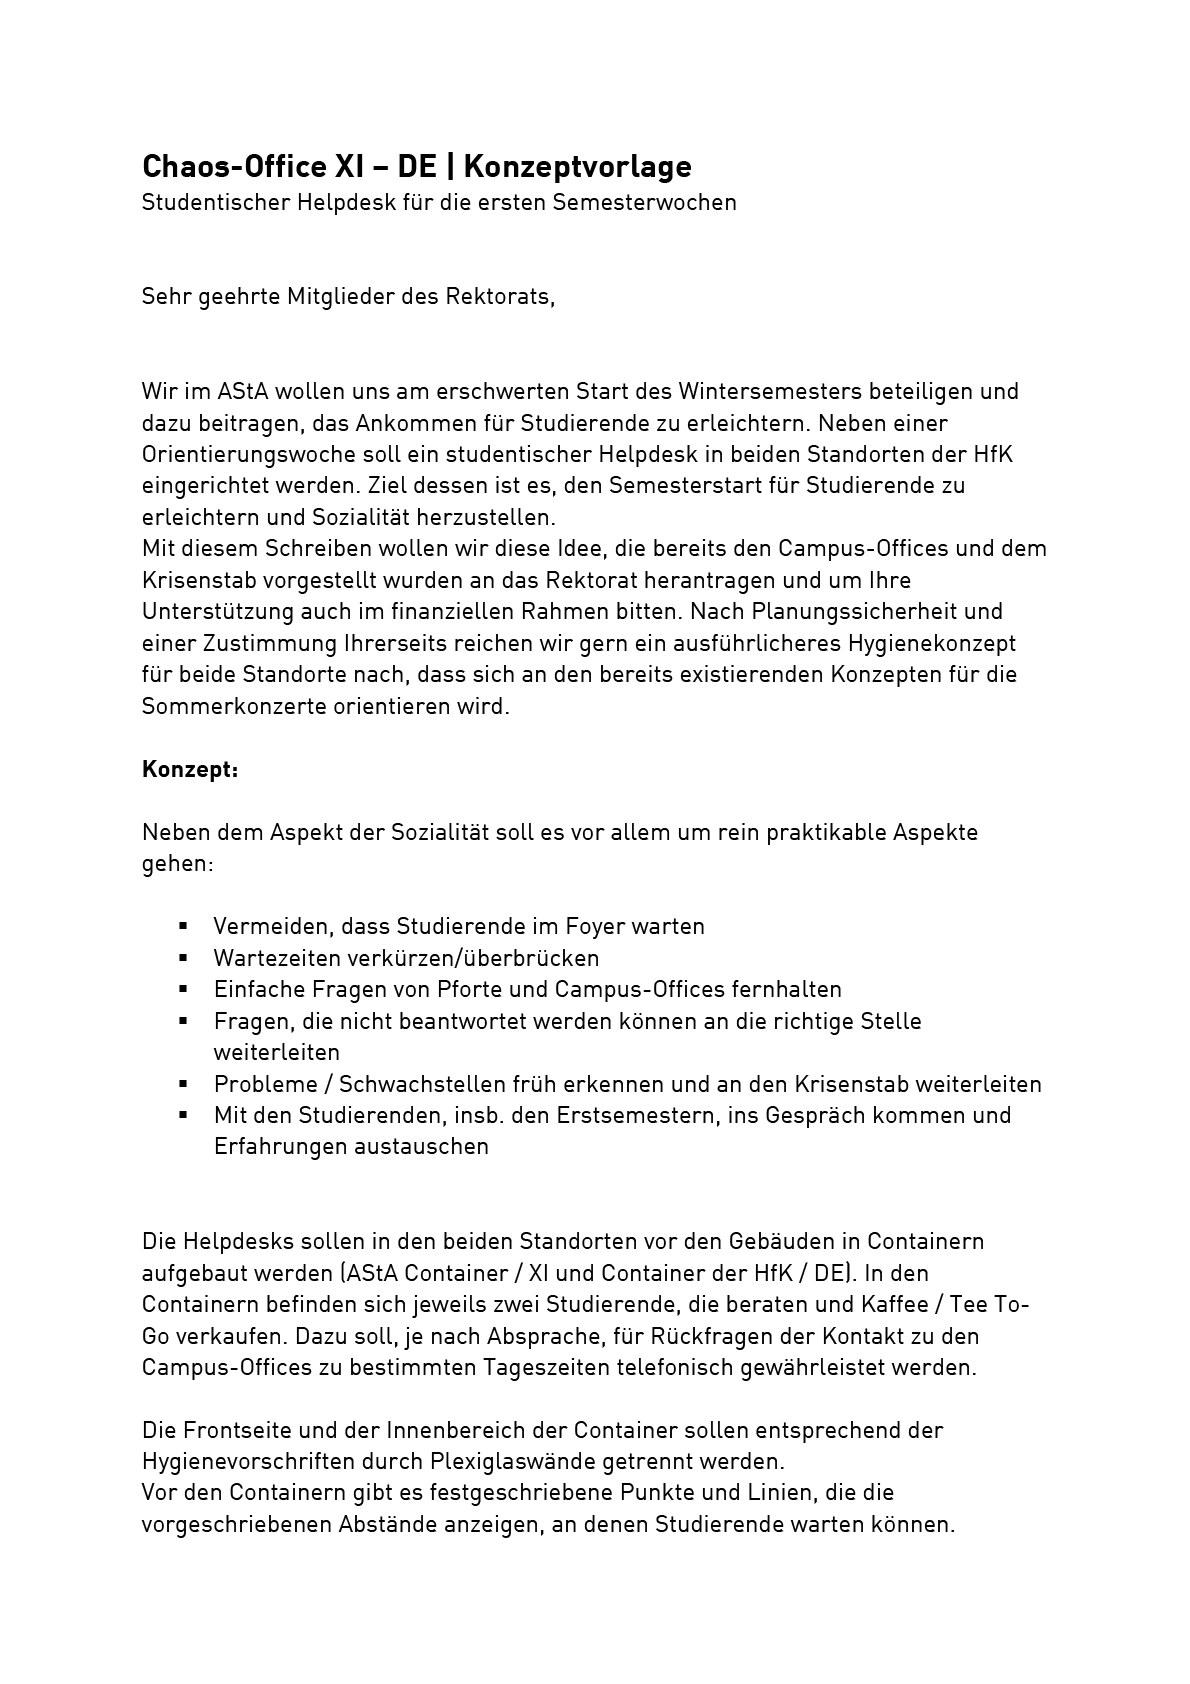 Chaos-Office XI – DE | Konzeptvorlage
Studentischer Helpdesk für die ersten Semesterwochen
Sehr geehrte Mitglieder des Rektorats,
Wir im AStA wollen uns am erschwerten Start des Wintersemesters beteiligen und
dazu beitragen, das Ankommen für Studierende zu erleichtern. Neben einer
Orientierungswoche soll ein studentischer Helpdesk in beiden Standorten der HfK
eingerichtet werden. Ziel dessen ist es, den Semesterstart für Studierende zu
erleichtern und Sozialität herzustellen.
Mit diesem Schreiben wollen wir diese Idee, die bereits den Campus-Offices und dem
Krisenstab vorgestellt wurden an das Rektorat herantragen und um Ihre
Unterstützung auch im finanziellen Rahmen bitten. Nach Planungssicherheit und
einer Zustimmung Ihrerseits reichen wir gern ein ausführlicheres Hygienekonzept
für beide Standorte nach, dass sich an den bereits existierenden Konzepten für die
Sommerkonzerte orientieren wird.
Konzept:
Neben dem Aspekt der Sozialität soll es vor allem um rein praktikable Aspekte
gehen:
▪ Vermeiden, dass Studierende im Foyer warten
▪ Wartezeiten verkürzen/überbrücken
▪ Einfache Fragen von Pforte und Campus-Offices fernhalten
▪ Fragen, die nicht beantwortet werden können an die richtige Stelle
weiterleiten
▪ Probleme / Schwachstellen früh erkennen und an den Krisenstab weiterleiten
▪ Mit den Studierenden, insb. den Erstsemestern, ins Gespräch kommen und
Erfahrungen austauschen
Die Helpdesks sollen in den beiden Standorten vor den Gebäuden in Containern
aufgebaut werden (AStA Container / XI und Container der HfK / DE). In den
Containern befinden sich jeweils zwei Studierende, die beraten und Kaffee / Tee To-
Go verkaufen. Dazu soll, je nach Absprache, für Rückfragen der Kontakt zu den
Campus-Offices zu bestimmten Tageszeiten telefonisch gewährleistet werden.
Die Frontseite und der Innenbereich der Container sollen entsprechend der
Hygienevorschriften durch Plexiglaswände getrennt werden.
Vor den Containern gibt es festgeschriebene Punkte und Linien, die die
vorgeschriebenen Abstände anzeigen, an denen Studierende warten können.